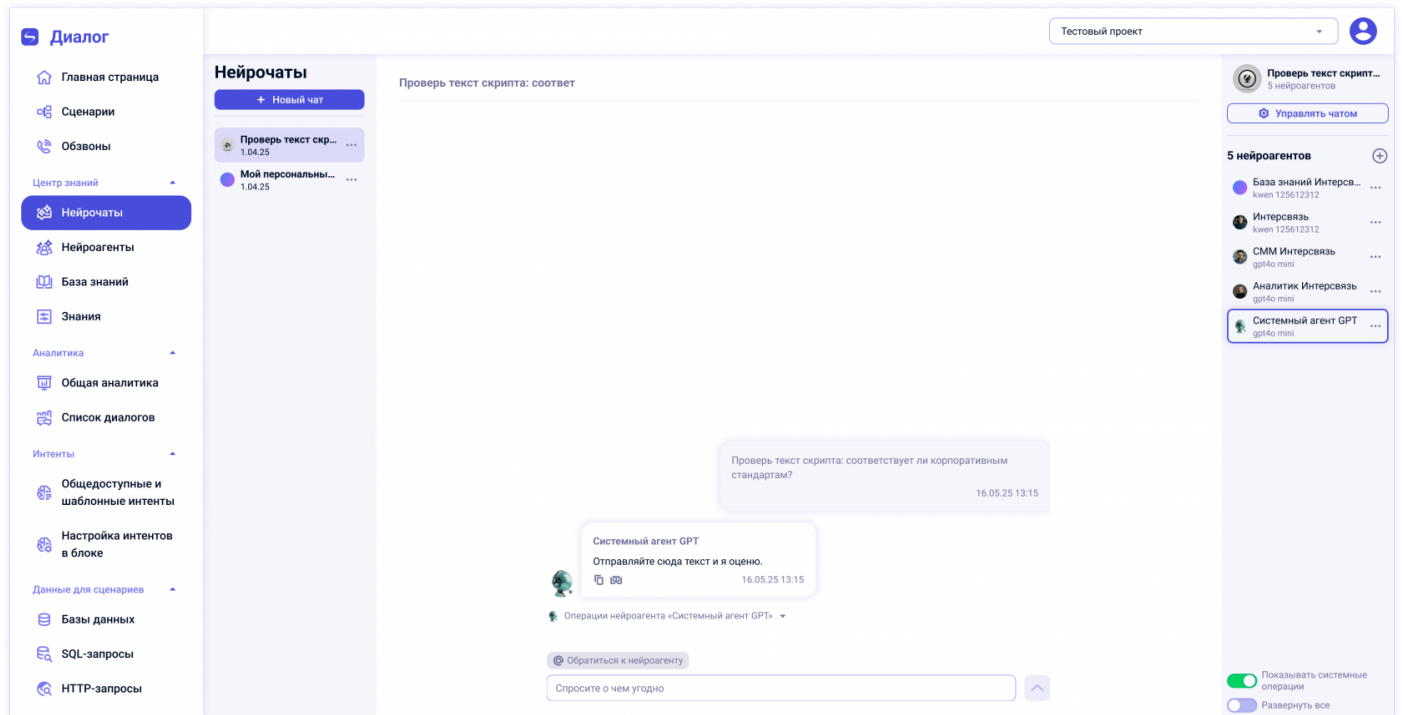 Диалог
Главная страница
Сценарии
Обзвоны
Центр знаний
Нейрочаты
Нейроагенты
База знаний
Знания
Аналитика
Общая аналитика
Список диалогов
Интенты
Общедоступные и
шаблонные интенты
Настройка интентов
в блоке
Данные для сценариев
Базы данных
SQL-запросы
HTTP-запросы
Тестовый проект
Нейрочаты
+ Новый чат
Проверь текст скр...
1.04.25
Мой персональны...
1.04.25
Проверь текст скрипта: соответ
Проверь текст скрипта: соответствует ли корпоративным
стандартам?
16.05.25 13:15
Системный агент GPT
Отправляйте сюда текст и я оценю.
16.05.25 13:15
Операции нейроагента «Системный агент GPT»
@ Обратиться к нейроагенту
Спросите о чем угодно
Проверь текст скрипт...
5 нейроагентов
Управлять чатом
5 нейроагентов
База знаний Интерсв...
kwen 125612312
Интерсвязь
kwen 125612312
СММ Интерсвязь
gpt4o mini
Аналитик Интерсвязь
gpt4o mini
Системный агент GPT
gpt4o mini
Показывать системные
операции
Развернуть все